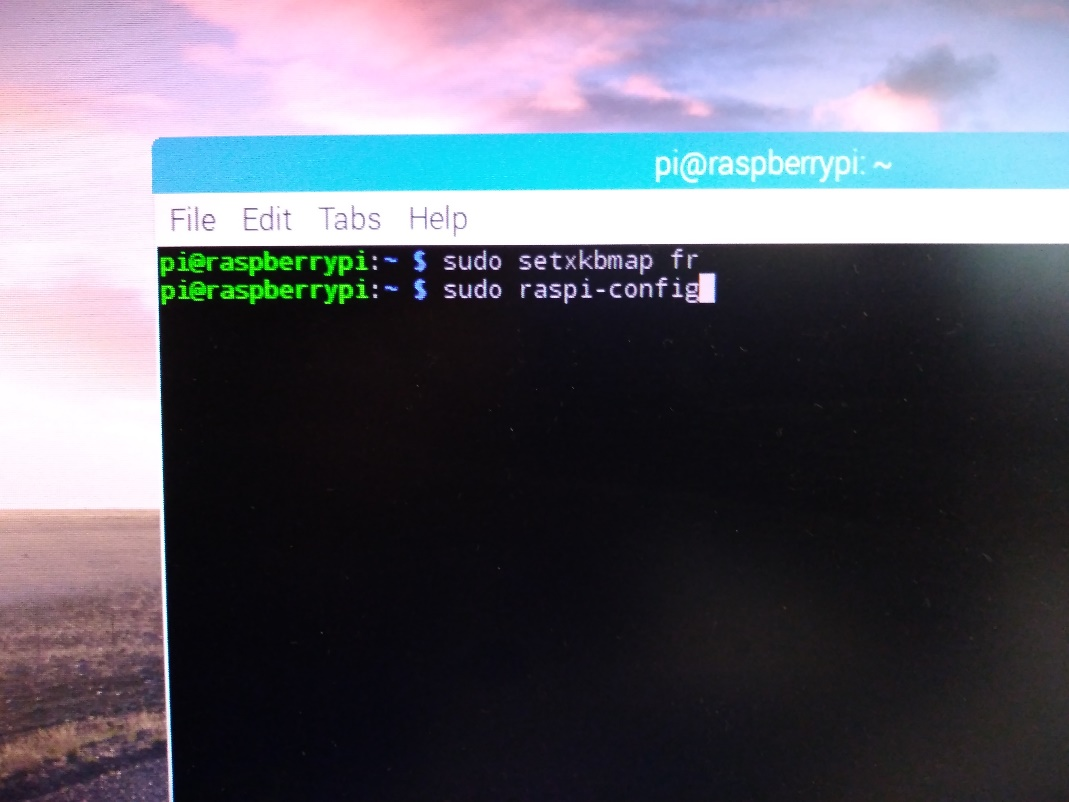 pi@raspberrypi: ~
File Edit Tabs Help
pi@raspberrypi:~ $ sudo setxkbmap fr
pi@raspberrypi:~ $ sudo raspi-config